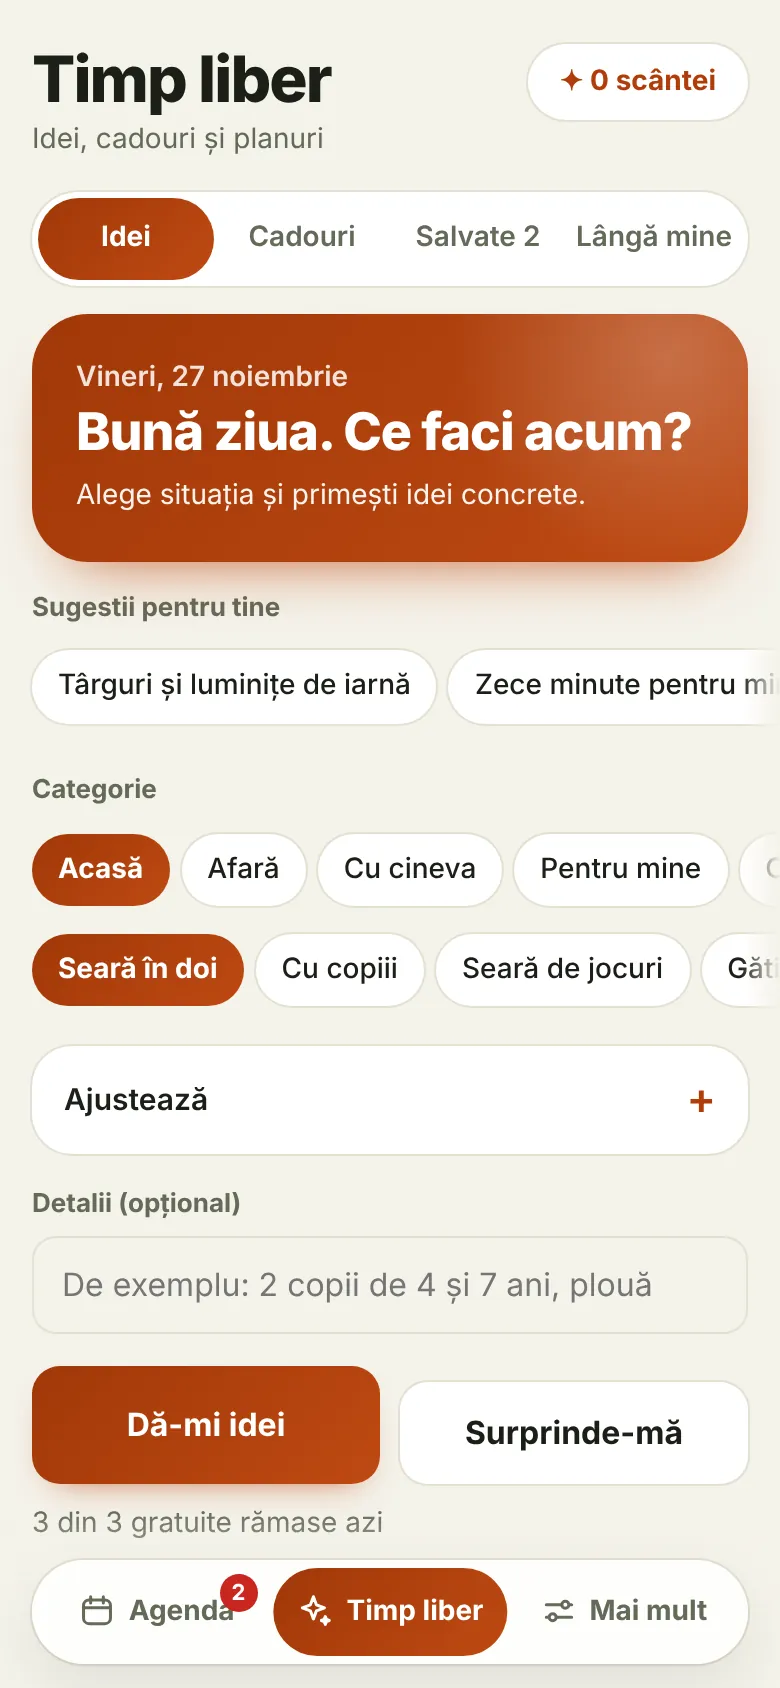 Timp liber
✦ 0 scântei
Idei, cadouri și planuri
Idei Cadouri Salvate 2 Lângă mine
Vineri, 27 noiembrie
Bună ziua. Ce faci acum?
Alege situația și primești idei concrete.
Sugestii pentru tine
Târguri și luminițe de iarnă Zece minute pentru
Categorie
Acasă Afară Cu cineva Pentru mine
Seară în doi Cu copiii Seară de jocuri
Ajustează +
Detalii (opțional)
De exemplu: 2 copii de 4 și 7 ani, plouă
Dă-mi idei Surprinde-mă
3 din 3 gratuite rămase azi
Agenda 2 Timp liber Mai mult